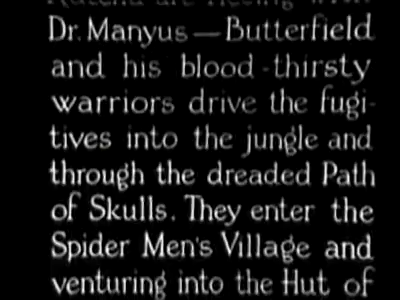 Dr. Manyus — Butterfield
and his blood-thirsty
warriors drive the fugi-
tives into the jungle and
through the dreaded Path
of Skulls. They enter the
Spider Men's Village and
venturing into the Hut of